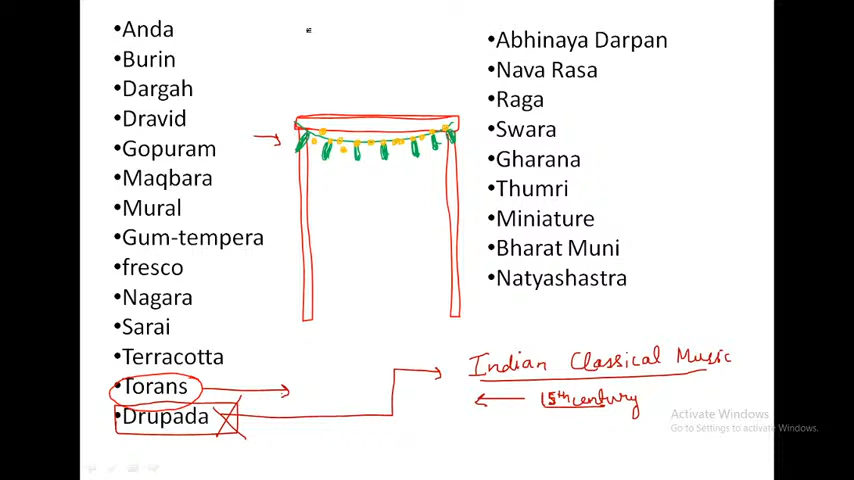 •Anda
•Burin
•Dargah
•Dravid
•Gopuram
•Maqbara
•Mural
•Gum-tempera
•fresco
•Nagara
•Sarai
•Terracotta
•Torans
•Drupada
•Abhinaya Darpan
•Nava Rasa
•Raga
•Swara
•Gharana
•Thumri
•Miniature
•Bharat Muni
•Natyashastra
Indian Classical Music
15th century
Activate Windows
Go to Settings to activate Windows.